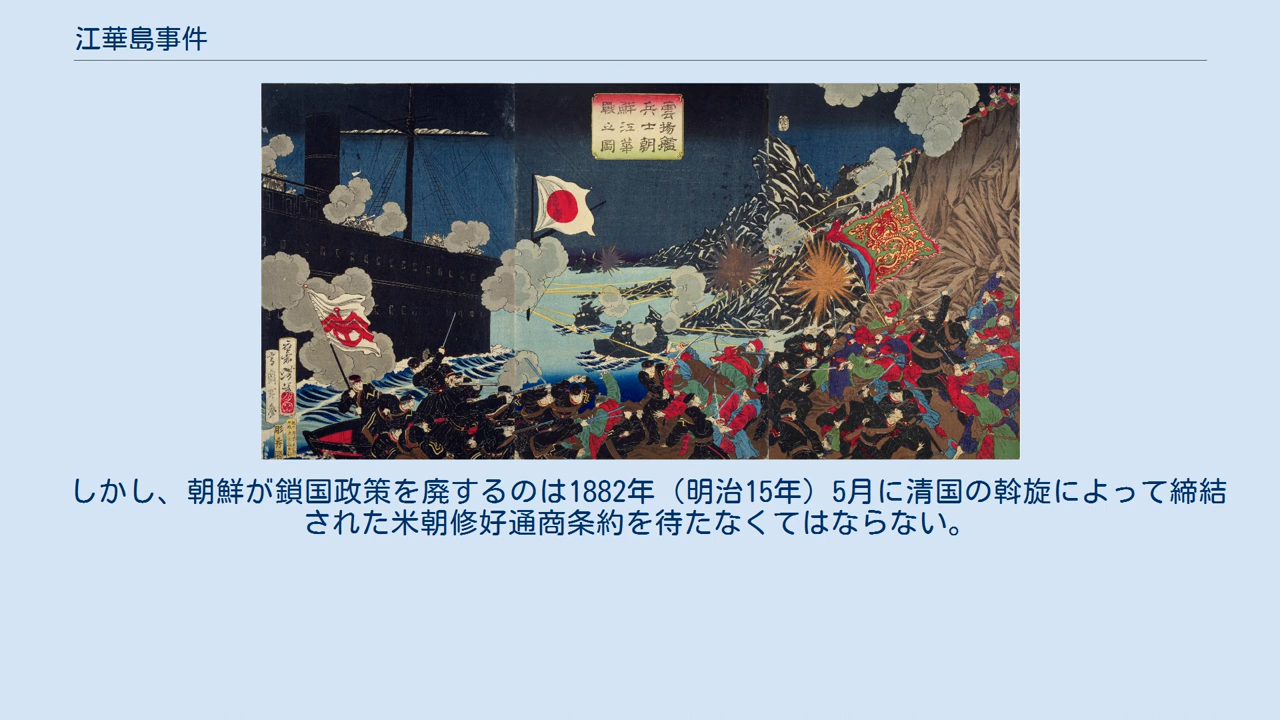 江華島事件
雲揚艦
兵士朝
鮮江華
戰之圖
しかし、朝鮮が鎖国政策を廃するのは1882年（明治15年）5月に清国の斡旋によって締結
された米朝修好通商条約を待たなくてはならない。